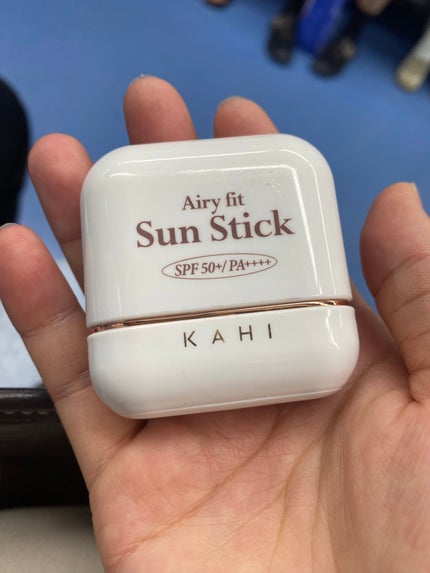 Airy fit
Sun Stick
SPF 50+/ PA++++
KAHI